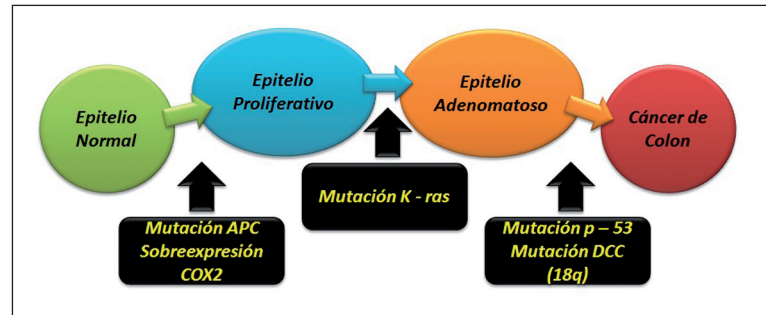 Epitelio
Normal
Epitelio
Proliferativo
Epitelio
Adenomatoso
Cáncer de
Colon
Mutación APC
Sobreexpresión
COX2
Mutación K - ras
Mutación p – 53
Mutación DCC
(18q)